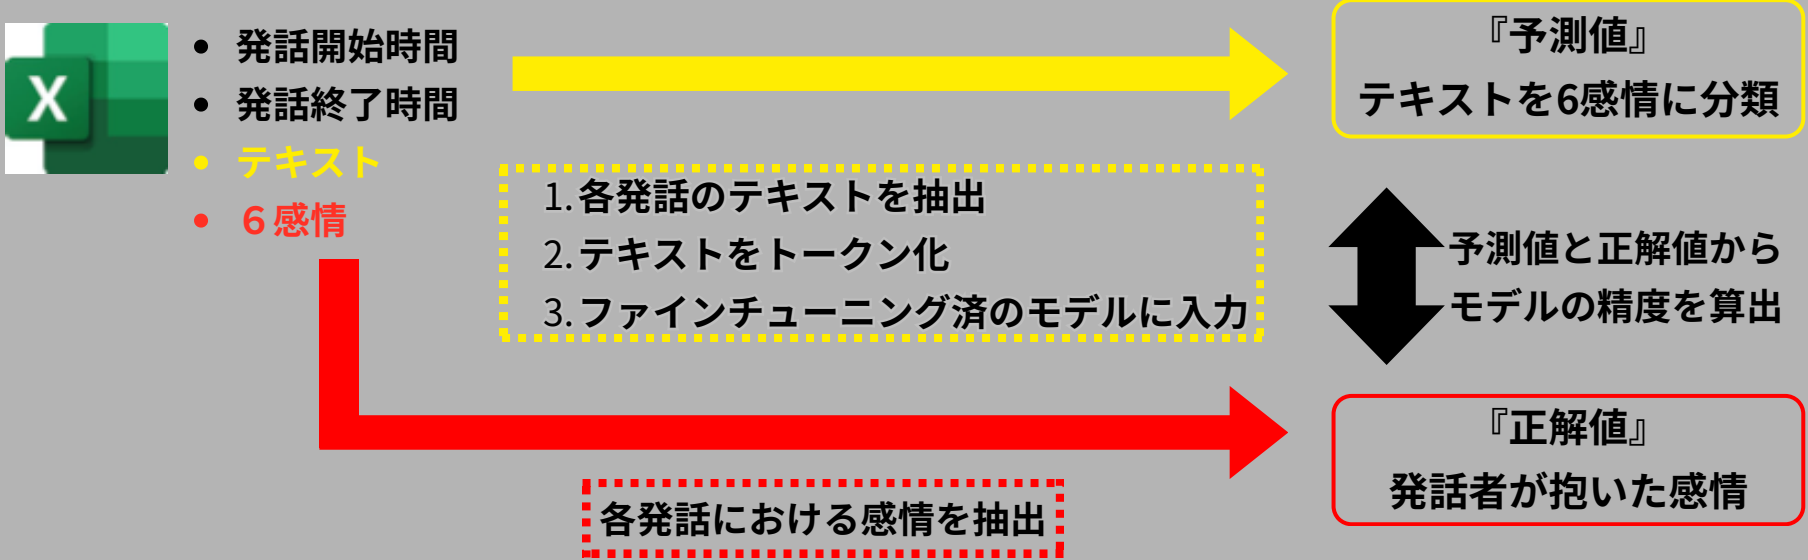 X
• 発話開始時間
• 発話終了時間
• テキスト
• ６感情
『予測値』
テキストを6感情に分類
1. 各発話のテキストを抽出
2. テキストをトークン化
3. ファインチューニング済のモデルに入力
予測値と正解値から
モデルの精度を算出
『正解値』
発話者が抱いた感情
各発話における感情を抽出